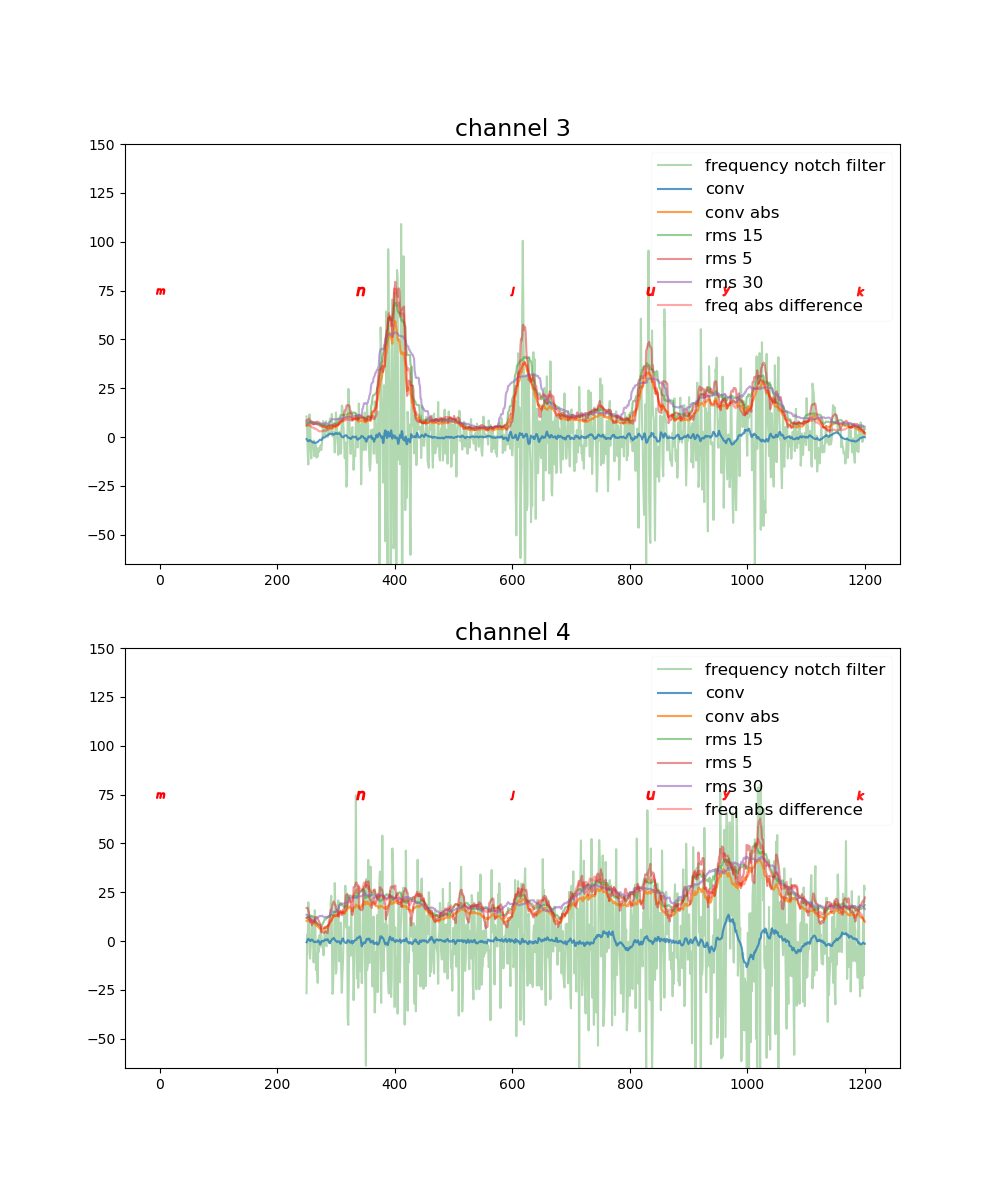 channel 3
150
125
100
75
50
25
0
−25
−50
frequency notch filter
conv
conv abs
rms 15
rms 5
rms 30
freq abs difference
m n J u y k
0 200 400 600 800 1000 1200
channel 4
150
125
100
75
50
25
0
−25
−50
frequency notch filter
conv
conv abs
rms 15
rms 5
rms 30
freq abs difference
m n J u y k
0 200 400 600 800 1000 1200